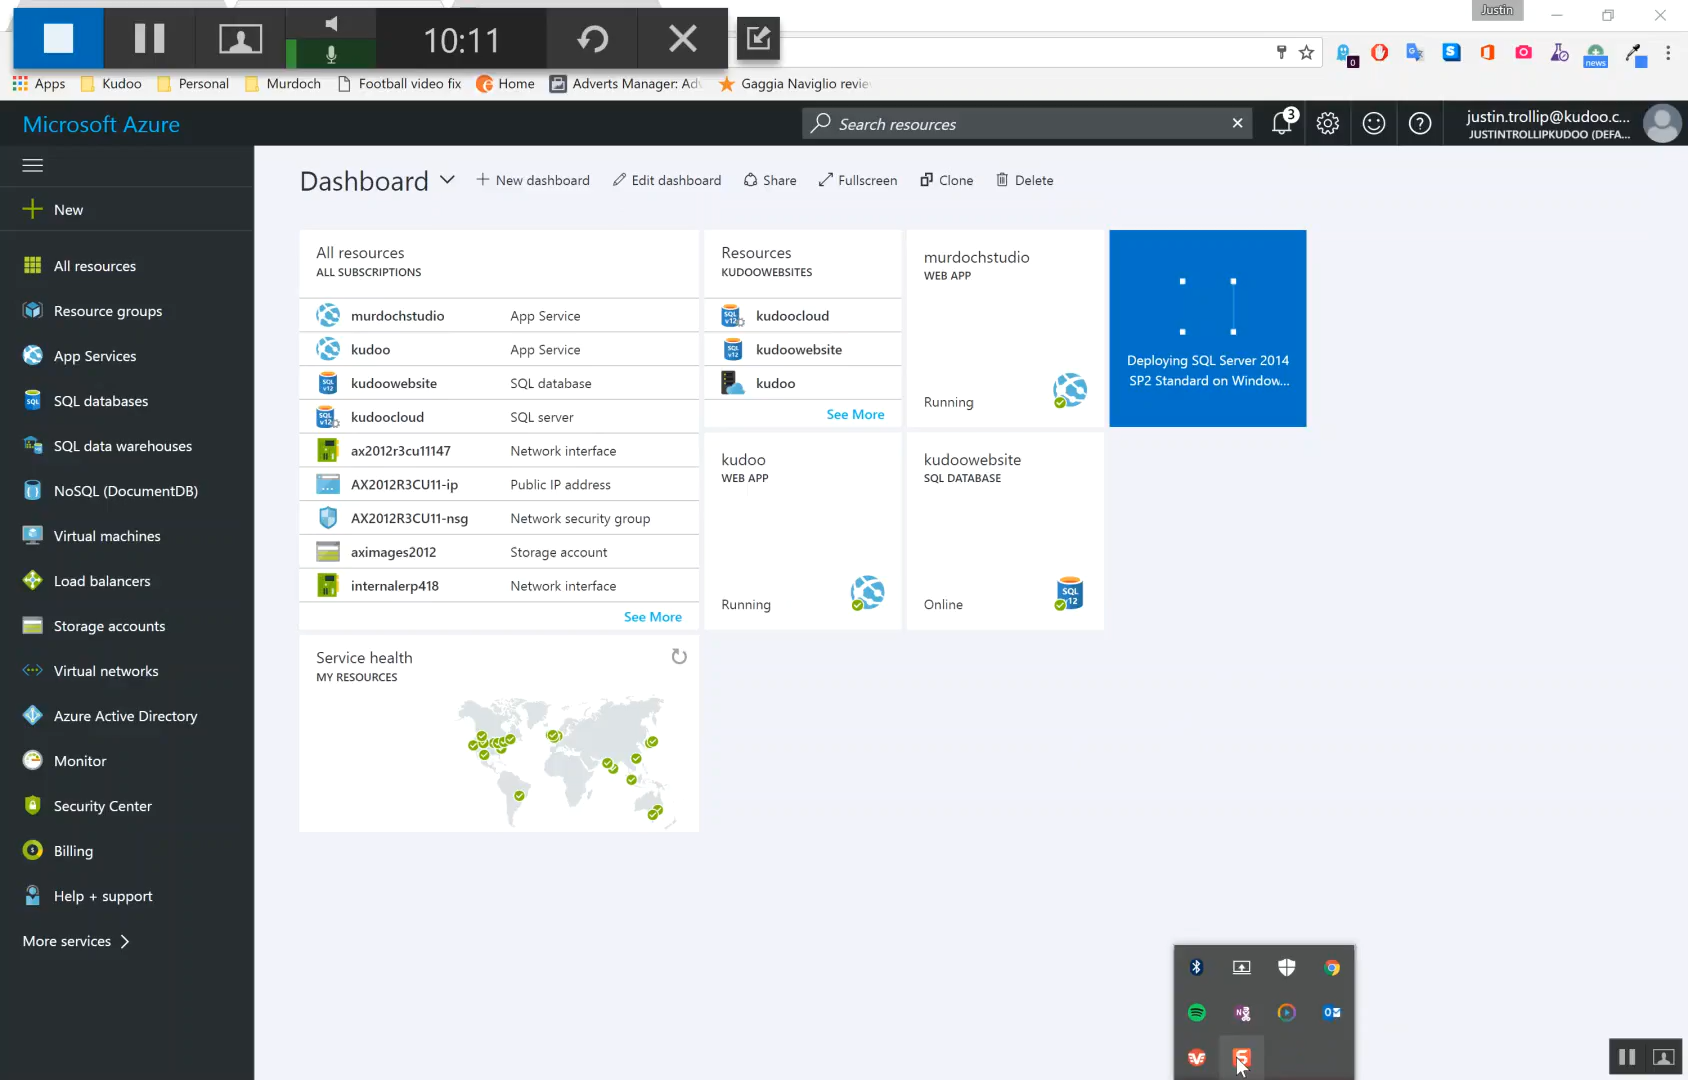 Justin
10:11
0
news
Apps
Kudoo
Personal
Murdoch
Football video fix
Home
Adverts Manager: Adv
Gaggia Naviglio revie
Microsoft Azure
Search resources
3
justin.trollip@kudoo.c...
JUSTINTROLLIPKUDOO (DEFA...
New
All resources
Resource groups
App Services
SQL databases
SQL data warehouses
NoSQL (DocumentDB)
Virtual machines
Load balancers
Storage accounts
Virtual networks
Azure Active Directory
Monitor
Security Center
Billing
Help + support
More services
Dashboard
New dashboard
Edit dashboard
Share
Fullscreen
Clone
Delete
All resources
ALL SUBSCRIPTIONS
murdochstudio App Service
kudoo App Service
kudoowebsite SQL database
kudoocloud SQL server
ax2012r3cu11147 Network interface
AX2012R3CU11-ip Public IP address
AX2012R3CU11-nsg Network security group
aximages2012 Storage account
internalerp418 Network interface
See More
Resources
KUDOOWEBSITES
kudoocloud
kudoowebsite
kudoo
See More
murdochstudio
WEB APP
Running
Deploying SQL Server 2014
SP2 Standard on Window...
kudoo
WEB APP
Running
kudoowebsite
SQL DATABASE
Online
SQL
v12
Service health
MY RESOURCES